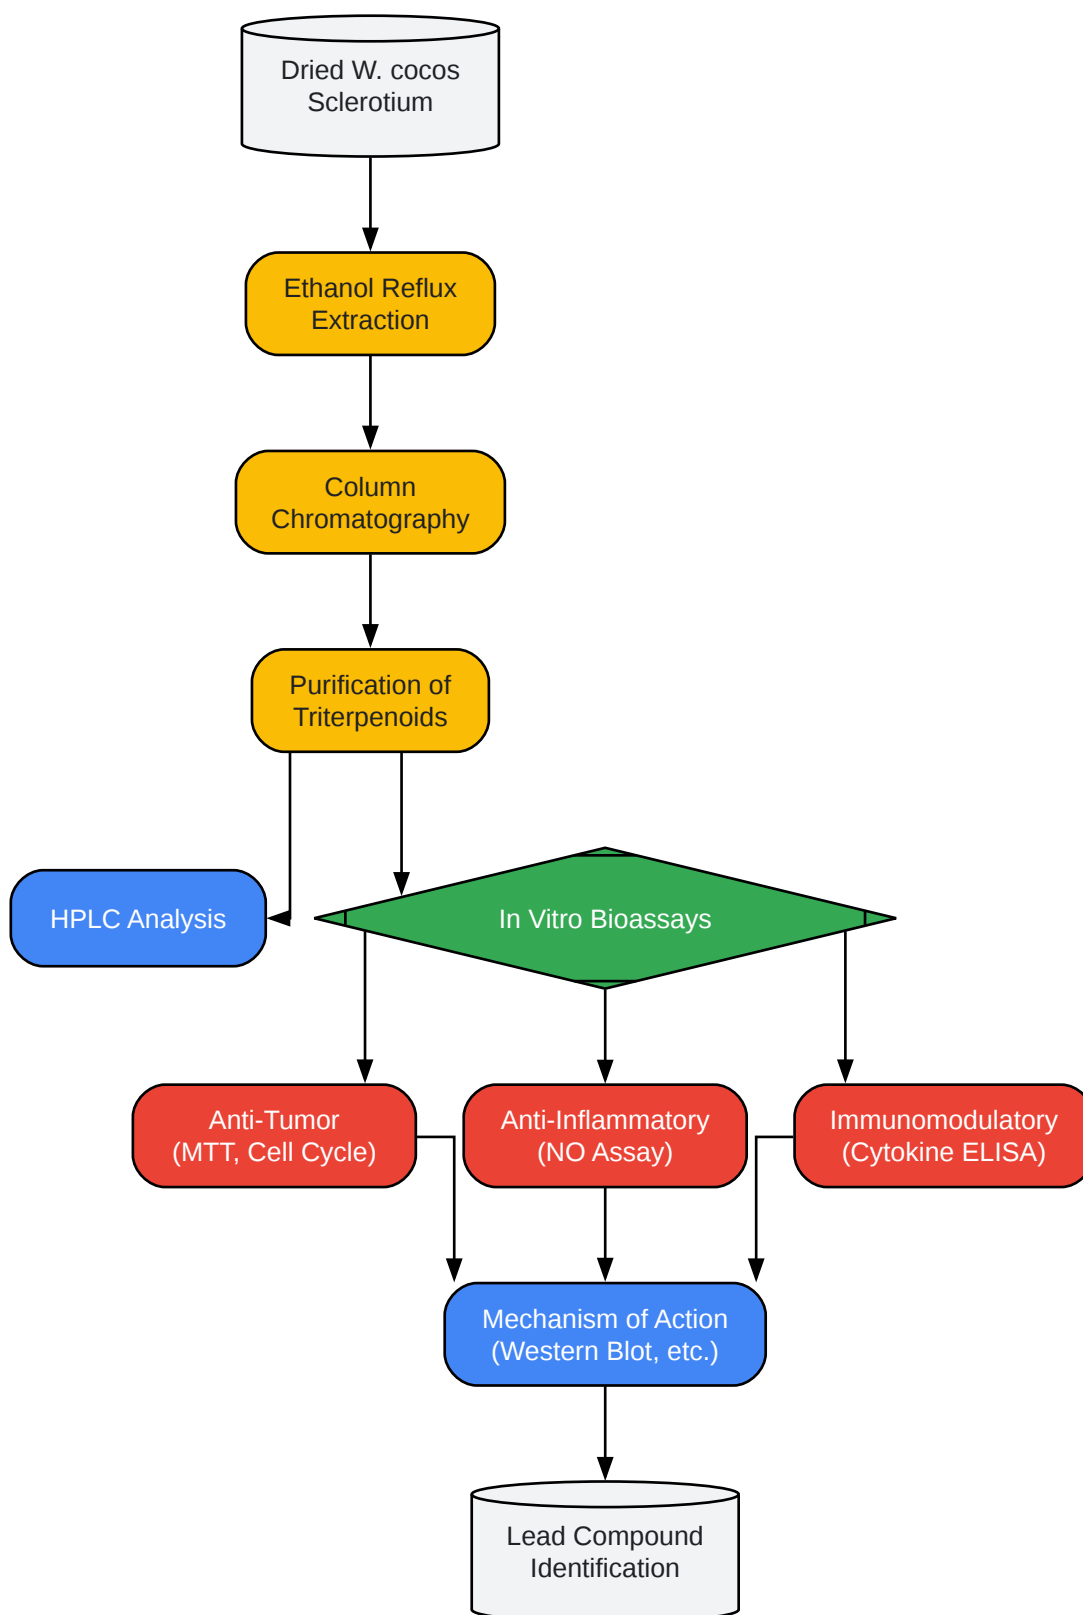 Dried W. cocos
Sclerotium
Ethanol Reflux
Extraction
Column
Chromatography
Purification of
Triterpenoids
HPLC Analysis
In Vitro Bioassays
Anti-Tumor
(MTT, Cell Cycle)
Anti-Inflammatory
(NO Assay)
Immunomodulatory
(Cytokine ELISA)
Mechanism of Action
(Western Blot, etc.)
Lead Compound
Identification